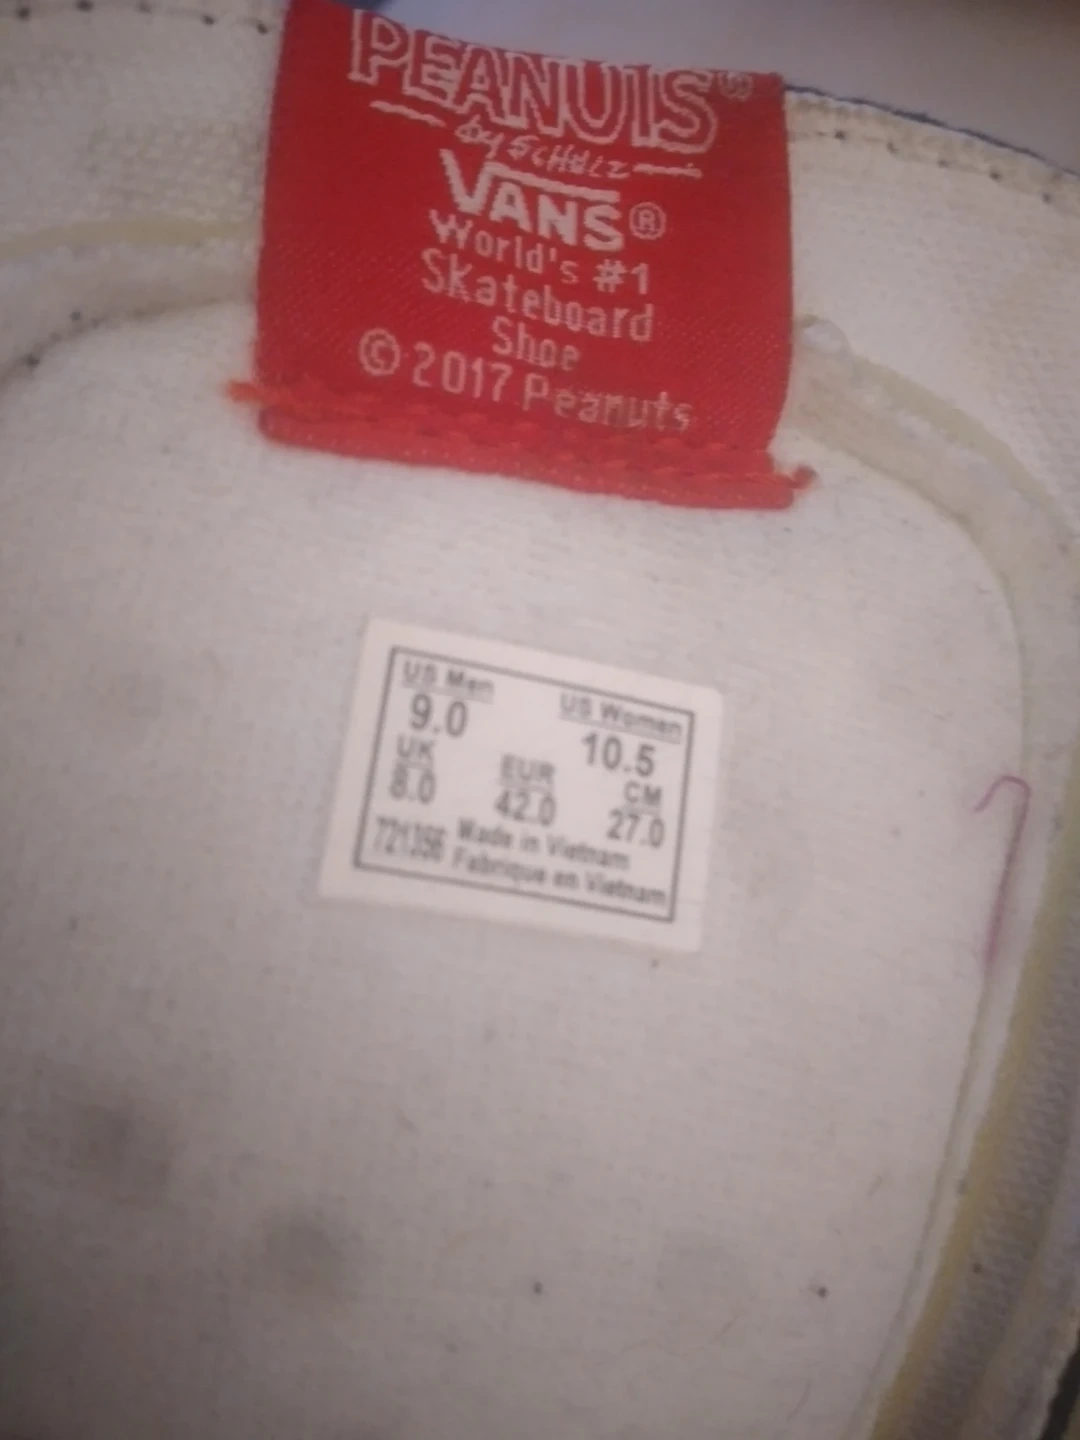 PEANUTS®
by SCHULZ
VANS®
World's #1
Skateboard
Shoe
© 2017 Peanuts
US Men US Women
9.0 10.5
UK EUR CM
8.0 42.0 27.0
721356 Made in Vietnam
Fabrique en Vietnam